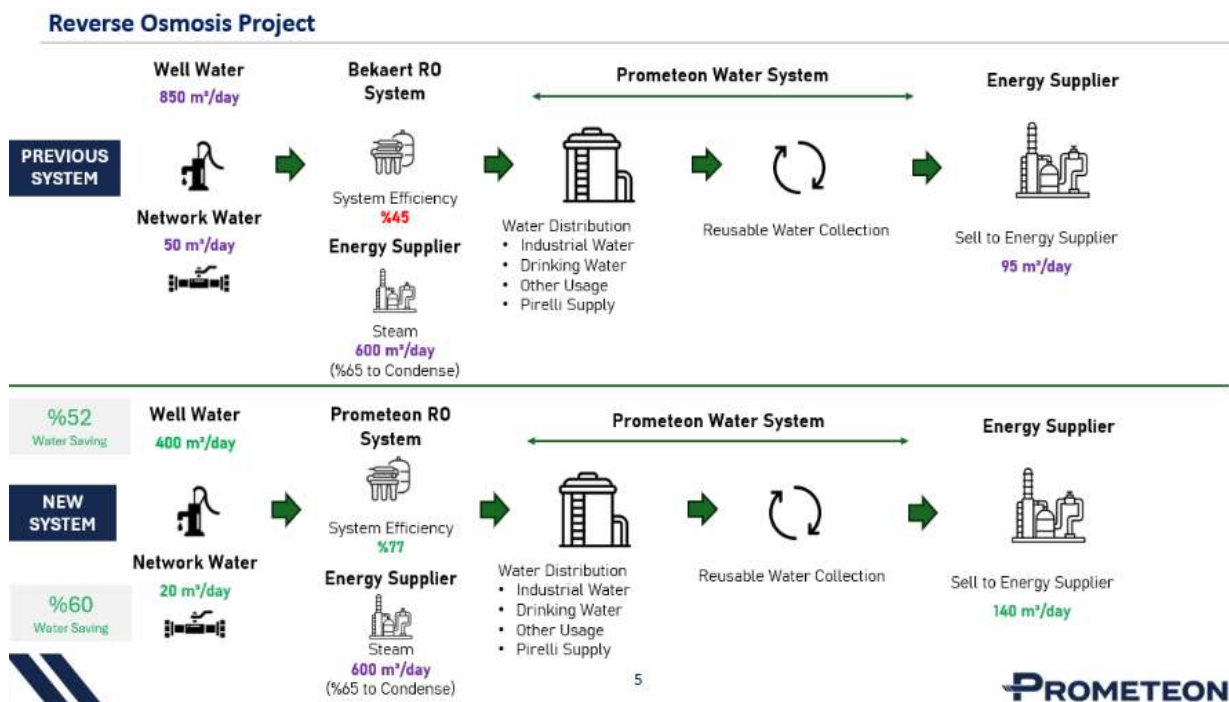 Reverse Osmosis Project
Well Water
850 m³/day
Bekaert RO
System
Prometeon Water System
Energy Supplier
PREVIOUS
SYSTEM
Network Water
50 m³/day
System Efficiency
%45
Energy Supplier
Steam
600 m³/day
(%65 to Condense)
Water Distribution
• Industrial Water
• Drinking Water
• Other Usage
• Pirelli Supply
Reusable Water Collection
Sell to Energy Supplier
95 m³/day
%52
Water Saving
Well Water
400 m³/day
Prometeon RO
System
Prometeon Water System
Energy Supplier
NEW
SYSTEM
Network Water
20 m³/day
%60
Water Saving
System Efficiency
%77
Energy Supplier
Steam
600 m³/day
(%65 to Condense)
Water Distribution
• Industrial Water
• Drinking Water
• Other Usage
• Pirelli Supply
Reusable Water Collection
Sell to Energy Supplier
140 m³/day
5
PROMETEON